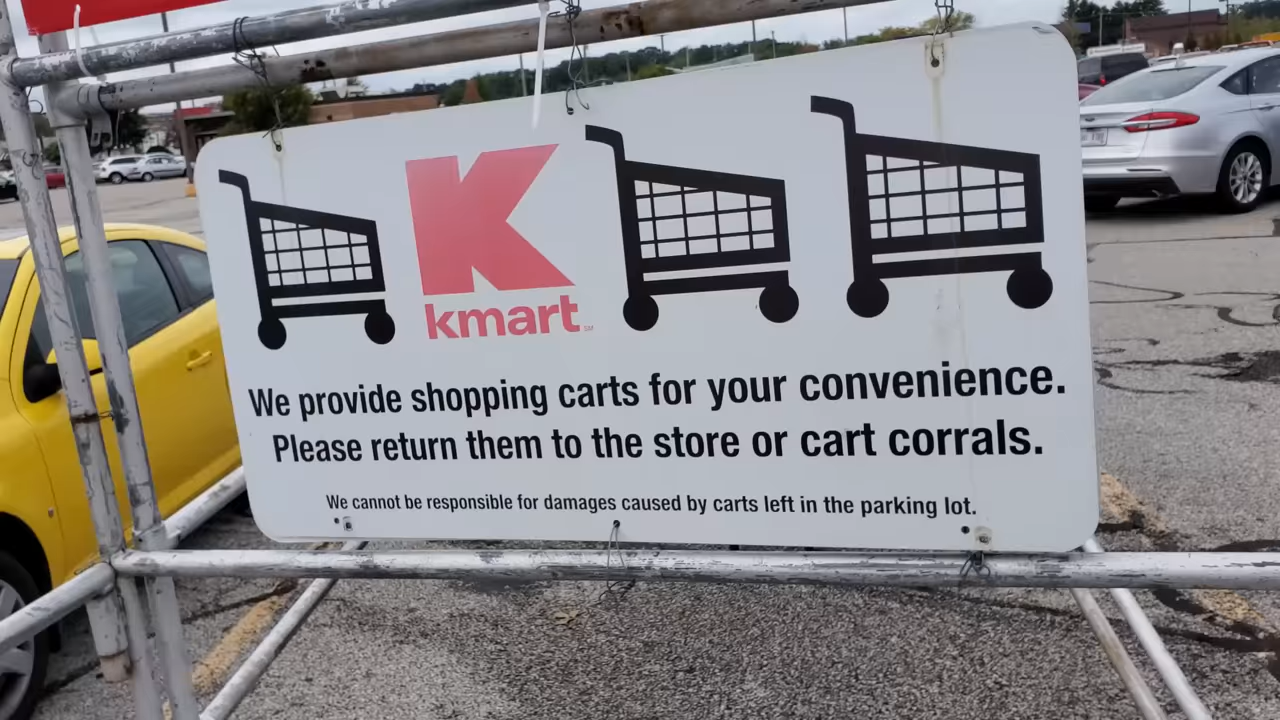 K
kmart
We provide shopping carts for your convenience.
Please return them to the store or cart corrals.
We cannot be responsible for damages caused by carts left in the parking lot.